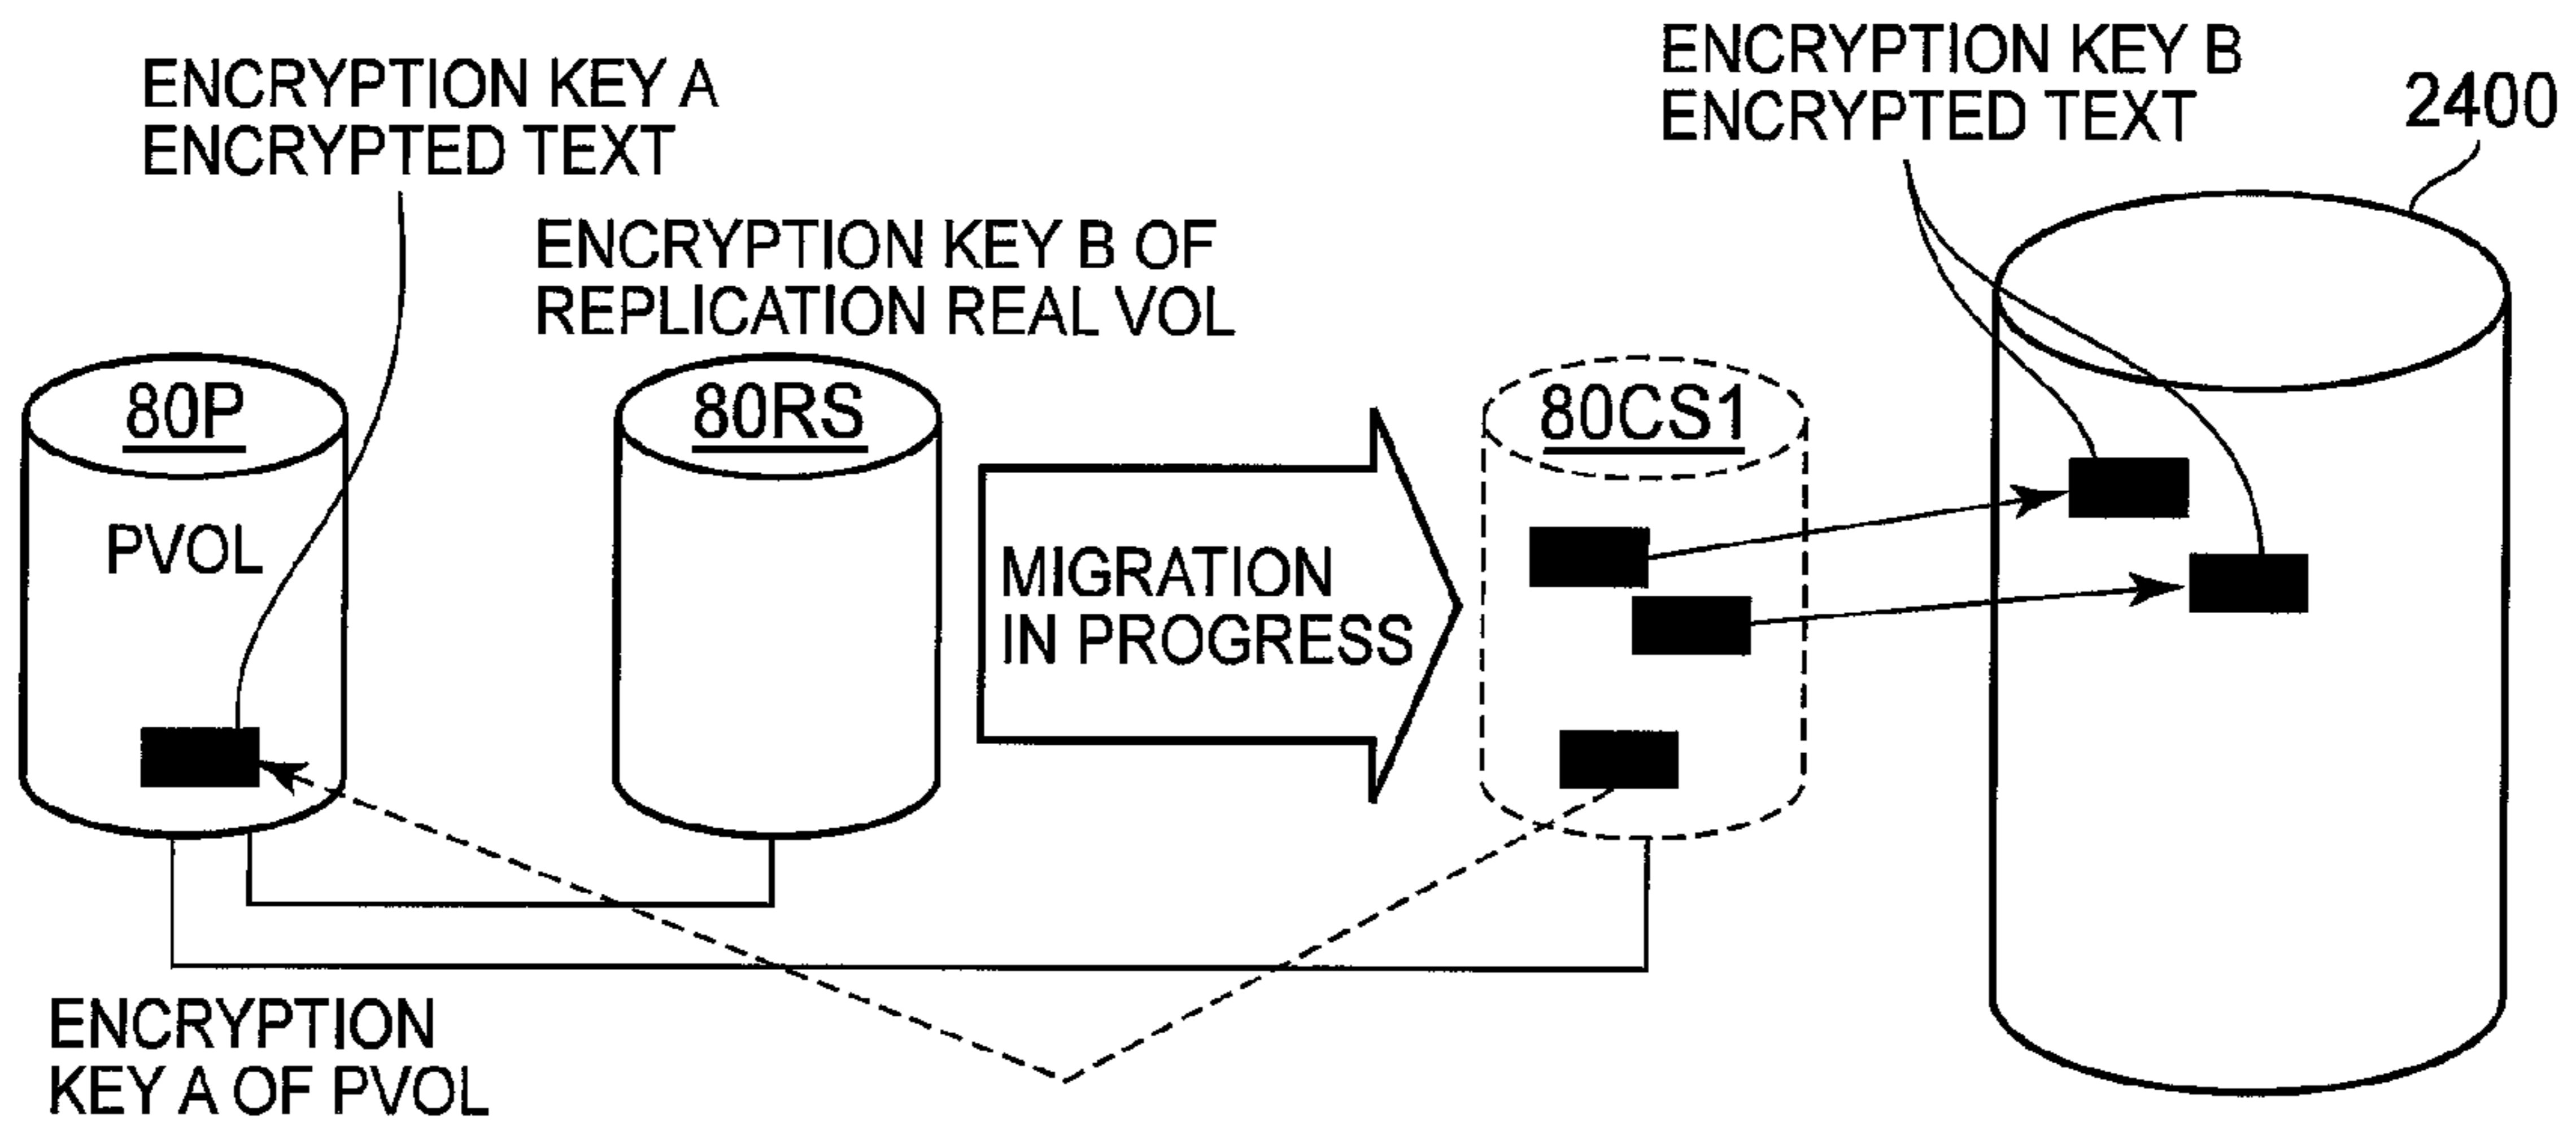 ENCRYPTION KEY A
ENCRYPTED TEXT
ENCRYPTION KEY B
ENCRYPTED TEXT
2400
ENCRYPTION KEY B OF
REPLICATION REAL VOL
80P
80RS
80CS1
PVOL
MIGRATION
IN PROGRESS
ENCRYPTION
KEY A OF PVOL